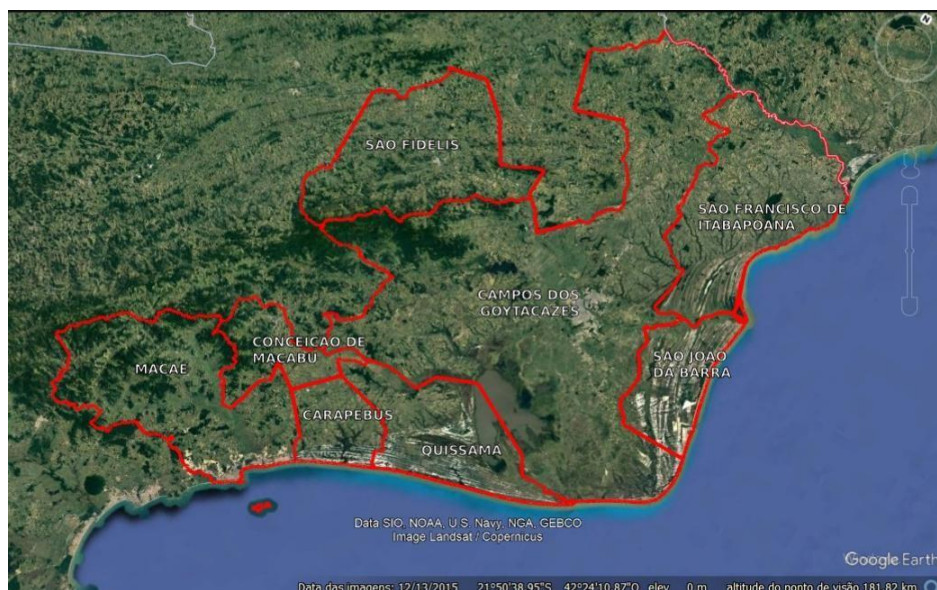 N
SAO FIDELIS
SAO FRANCISCO DE
ITABAPOANA
CAMPOS DOS
GOYTACAZES
CONCEIÇAO DE
MACABU
MACAE
SAO JOAO
DA BARRA
CARAPEBUS
QUISSAMA
Data SIO, NOAA, U.S. Navy, NGA, GEBCO
Image Landsat / Copernicus
Google Earth
Data das imagens: 12/13/2015 21°50'38.95"S 42°24'10.87"O elev 0 m altitude do ponto de visão 181.82 km